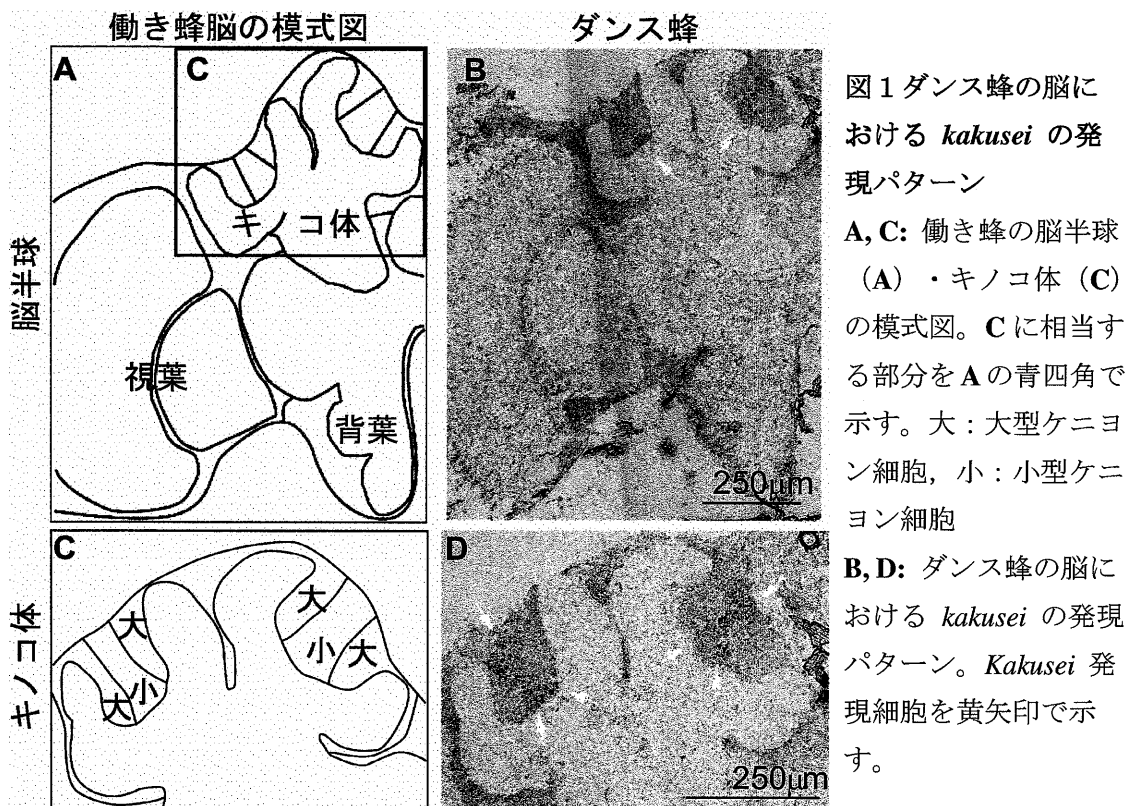 働き蜂脳の模式図
ダンス蜂
A
C
キノコ体
視葉
背葉
脳半球
B
250μm
C
大
小
大
大
小
大
キノコ体
D
250μm
図1ダンス蜂の脳に
おける kakusei の発
現パターン
A, C: 働き蜂の脳半球
（A）・キノコ体（C）
の模式図。C に相当す
る部分を A の青四角で
示す。大：大型ケニヨ
ン細胞，小：小型ケニ
ヨン細胞
B, D: ダンス蜂の脳に
おける kakusei の発現
パターン。Kakusei 発
現細胞を黄矢印で示
す。